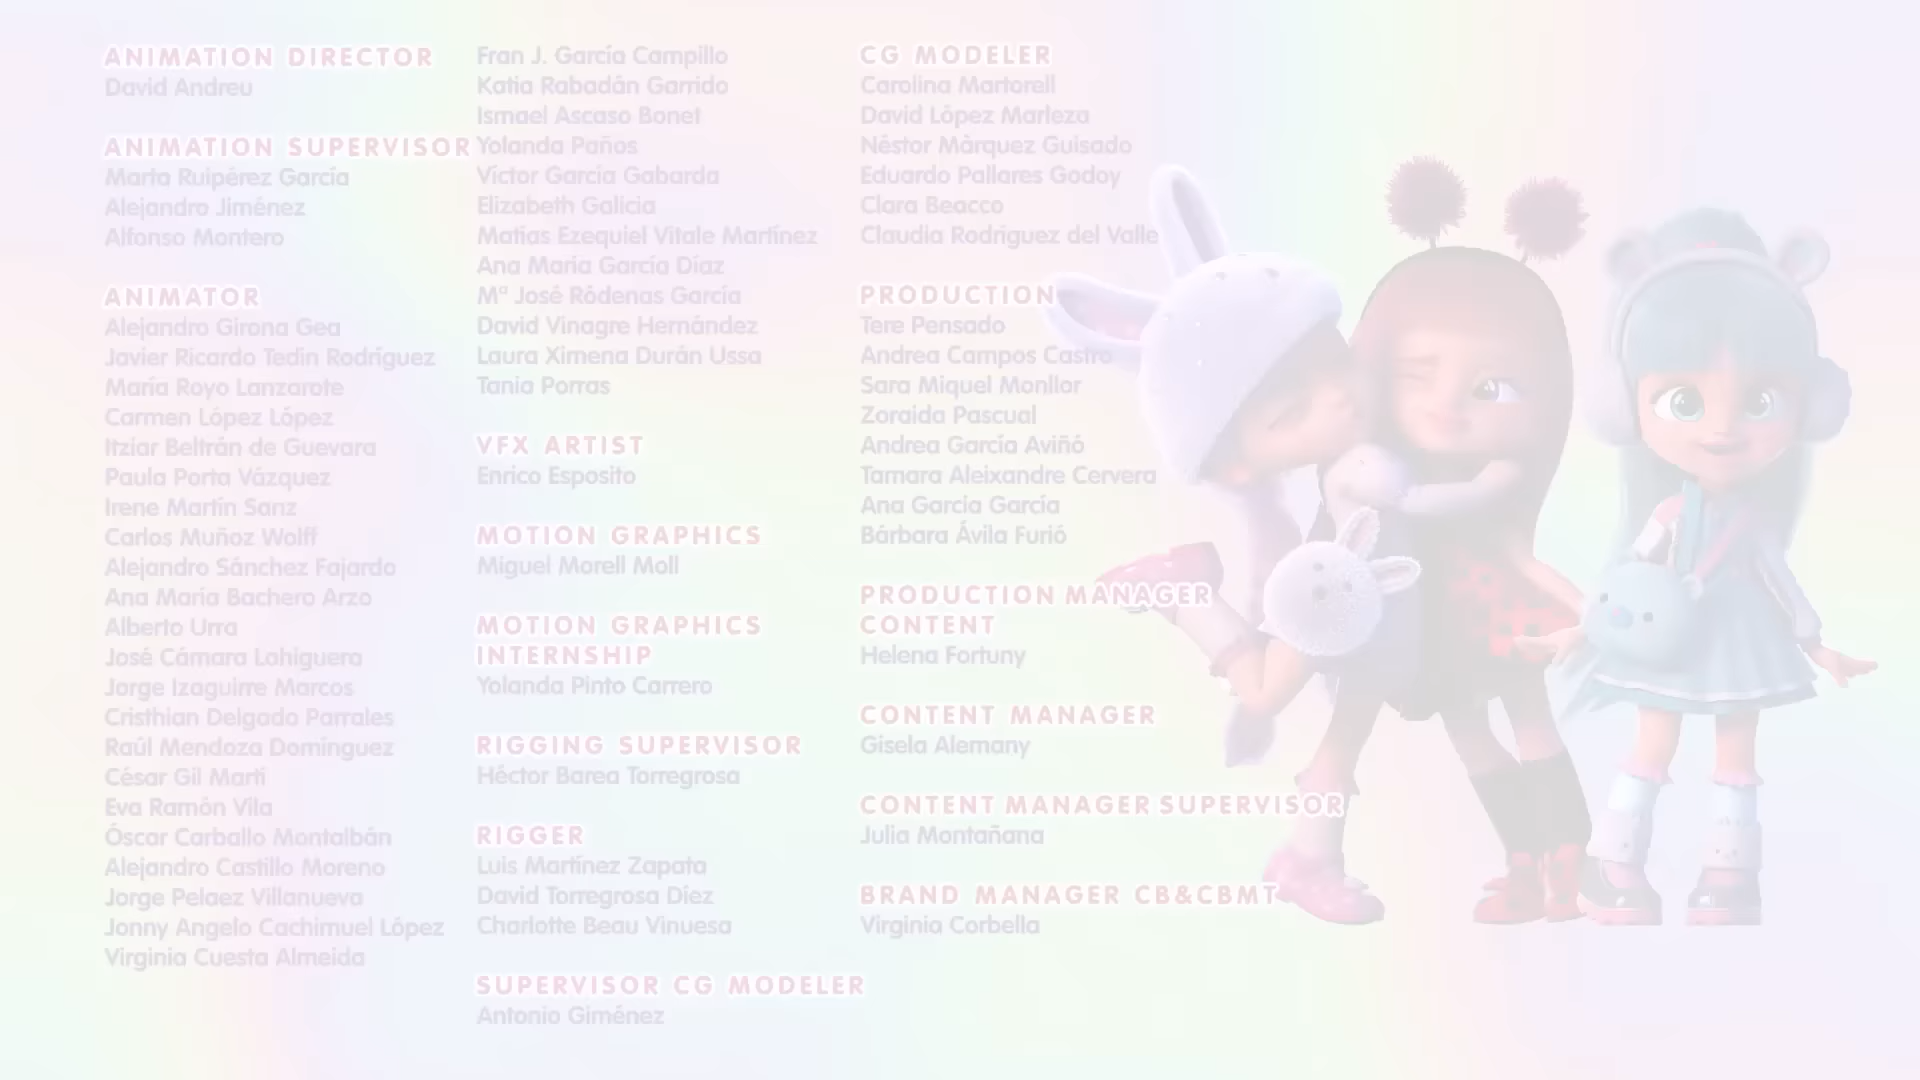 ANIMATION DIRECTOR
David Andreu
ANIMATION SUPERVISOR
Marta Ruipérez García
Alejandro Jiménez
Alfonso Montero
ANIMATOR
Alejandro Girona Gea
Javier Ricardo Tedin Rodríguez
María Royo Lanzarote
Carmen López López
Itzíar Beltrán de Guevara
Paula Porta Vázquez
Irene Martín Sanz
Carlos Muñoz Wolff
Alejandro Sánchez Fajardo
Ana María Bachero Arzo
Alberto Urra
José Cámara Lohiguera
Jorge Izaguirre Marcos
Cristhian Delgado Parrales
Raúl Mendoza Domínguez
César Gil Martí
Eva Ramón Vila
Óscar Carballo Montalbán
Alejandro Castillo Moreno
Jorge Pelaez Villanueva
Jonny Angelo Cachimuel López
Virginia Cuesta Almeida
Fran J. García Campillo
Katia Rabadán Garrido
Ismael Ascaso Bonet
Yolanda Paños
Víctor García Gabarda
Elizabeth Galicia
Matías Ezequiel Vitale Martínez
Ana María García Díaz
Mª José Ródenas García
David Vinagre Hernández
Laura Ximena Durán Ussa
Tania Porras
VFX ARTIST
Enrico Esposito
MOTION GRAPHICS
Miguel Morell Moll
MOTION GRAPHICS
INTERNSHIP
Yolanda Pinto Carrero
RIGGING SUPERVISOR
Héctor Barea Torregrosa
RIGGER
Luis Martínez Zapata
David Torregrosa Díez
Charlotte Beau Vinuesa
SUPERVISOR CG MODELER
Antonio Giménez
CG MODELER
Carolina Martorell
David López Marleza
Néstor Márquez Guisado
Eduardo Pallares Godoy
Clara Beacco
Claudia Rodriguez del Valle
PRODUCTION
Tere Pensado
Andrea Campos Castro
Sara Miquel Monllor
Zoraida Pascual
Andrea García Aviñó
Tamara Aleixandre Cervera
Ana García García
Bárbara Ávila Furió
PRODUCTION MANAGER
CONTENT
Helena Fortuny
CONTENT MANAGER
Gisela Alemany
CONTENT MANAGER SUPERVISOR
Julia Montañana
BRAND MANAGER CB&CBMT
Virginia Corbella